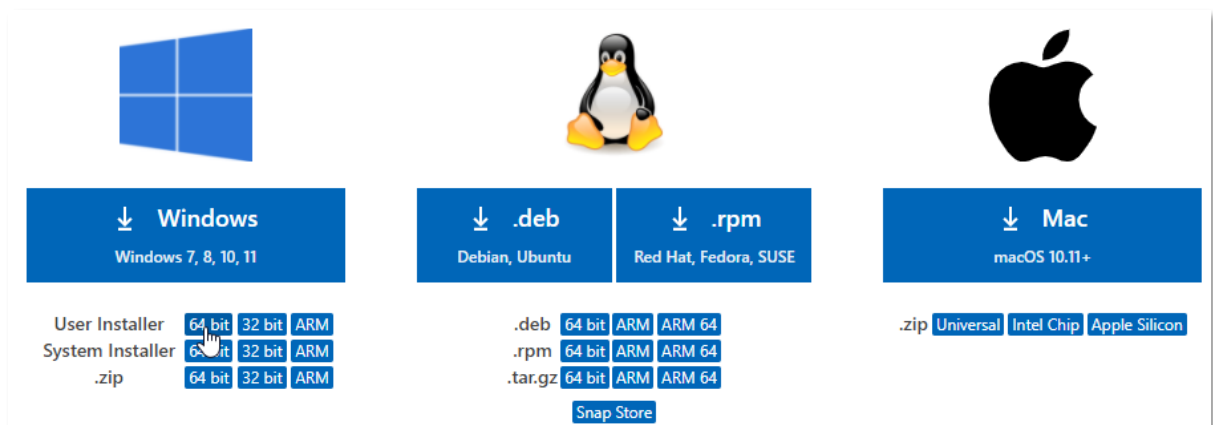 Windows
Windows 7, 8, 10, 11
User Installer 64 bit 32 bit ARM
System Installer 64 bit 32 bit ARM
.zip 64 bit 32 bit ARM
.deb
Debian, Ubuntu
.rpm
Red Hat, Fedora, SUSE
.deb 64 bit ARM ARM 64
.rpm 64 bit ARM ARM 64
.tar.gz 64 bit ARM ARM 64
Snap Store
Mac
macOS 10.11+
.zip Universal Intel Chip Apple Silicon